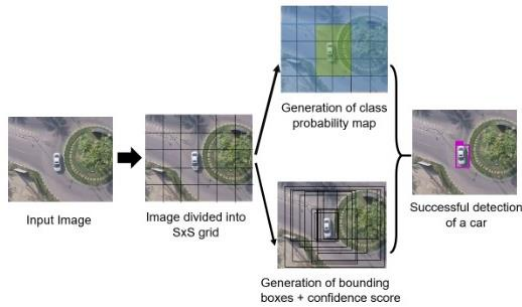 Input Image
Image divided into
SxS grid
Generation of class
probability map
Generation of bounding
boxes + confidence score
Successful detection
of a car